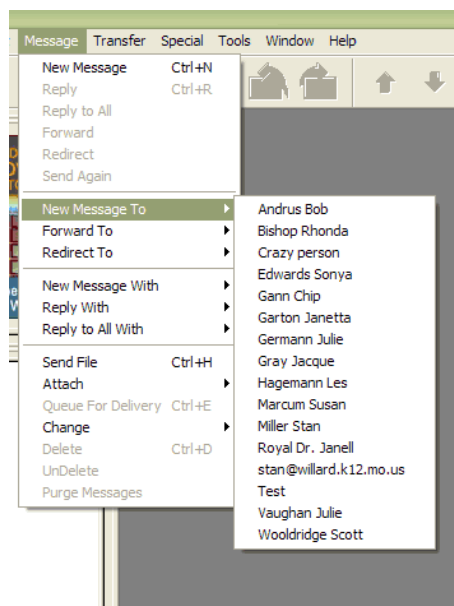 Message Transfer Special Tools Window Help
New Message Ctrl+N
Reply Ctrl+R
Reply to All
Forward
Redirect
Send Again
New Message To
Forward To
Redirect To
New Message With
Reply With
Reply to All With
Send File Ctrl+H
Attach
Queue For Delivery Ctrl+E
Change
Delete Ctrl+D
UnDelete
Purge Messages
Andrus Bob
Bishop Rhonda
Crazy person
Edwards Sonya
Gann Chip
Garton Janetta
Germann Julie
Gray Jacque
Hagemann Les
Marcum Susan
Miller Stan
Royal Dr. Janell
stan@willard.k12.mo.us
Test
Vaughan Julie
Wooldridge Scott